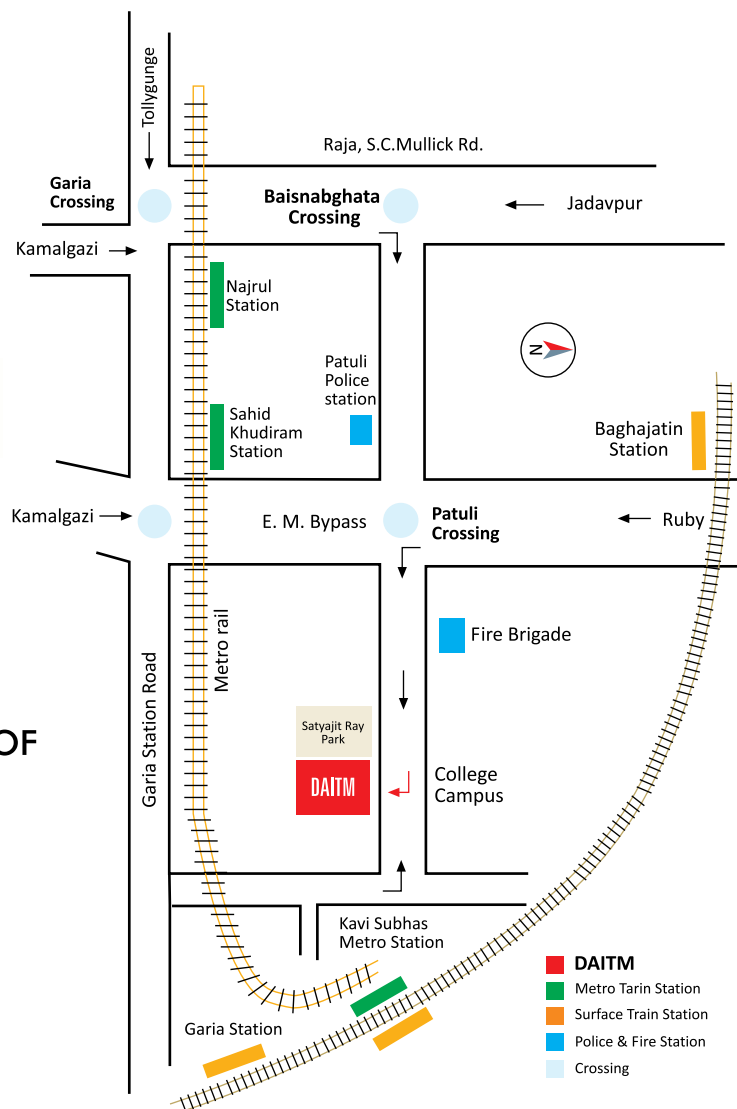 Tollygunge
Raja, S.C.Mullick Rd.
Garia
Crossing
Baisnabghata
Crossing
Jadavpur
Kamalgazi
Najrul
Station
N
Patuli
Police
station
Sahid
Khudiram
Station
Baghajatin
Station
Kamalgazi
E. M. Bypass
Patuli
Crossing
Ruby
Fire Brigade
Metro rail
Garia Station Road
Satyajit Ray
Park
OF
DAITM
College
Campus
Kavi Subhas
Metro Station
Garia Station
DAITM
Metro Tarin Station
Surface Train Station
Police & Fire Station
Crossing